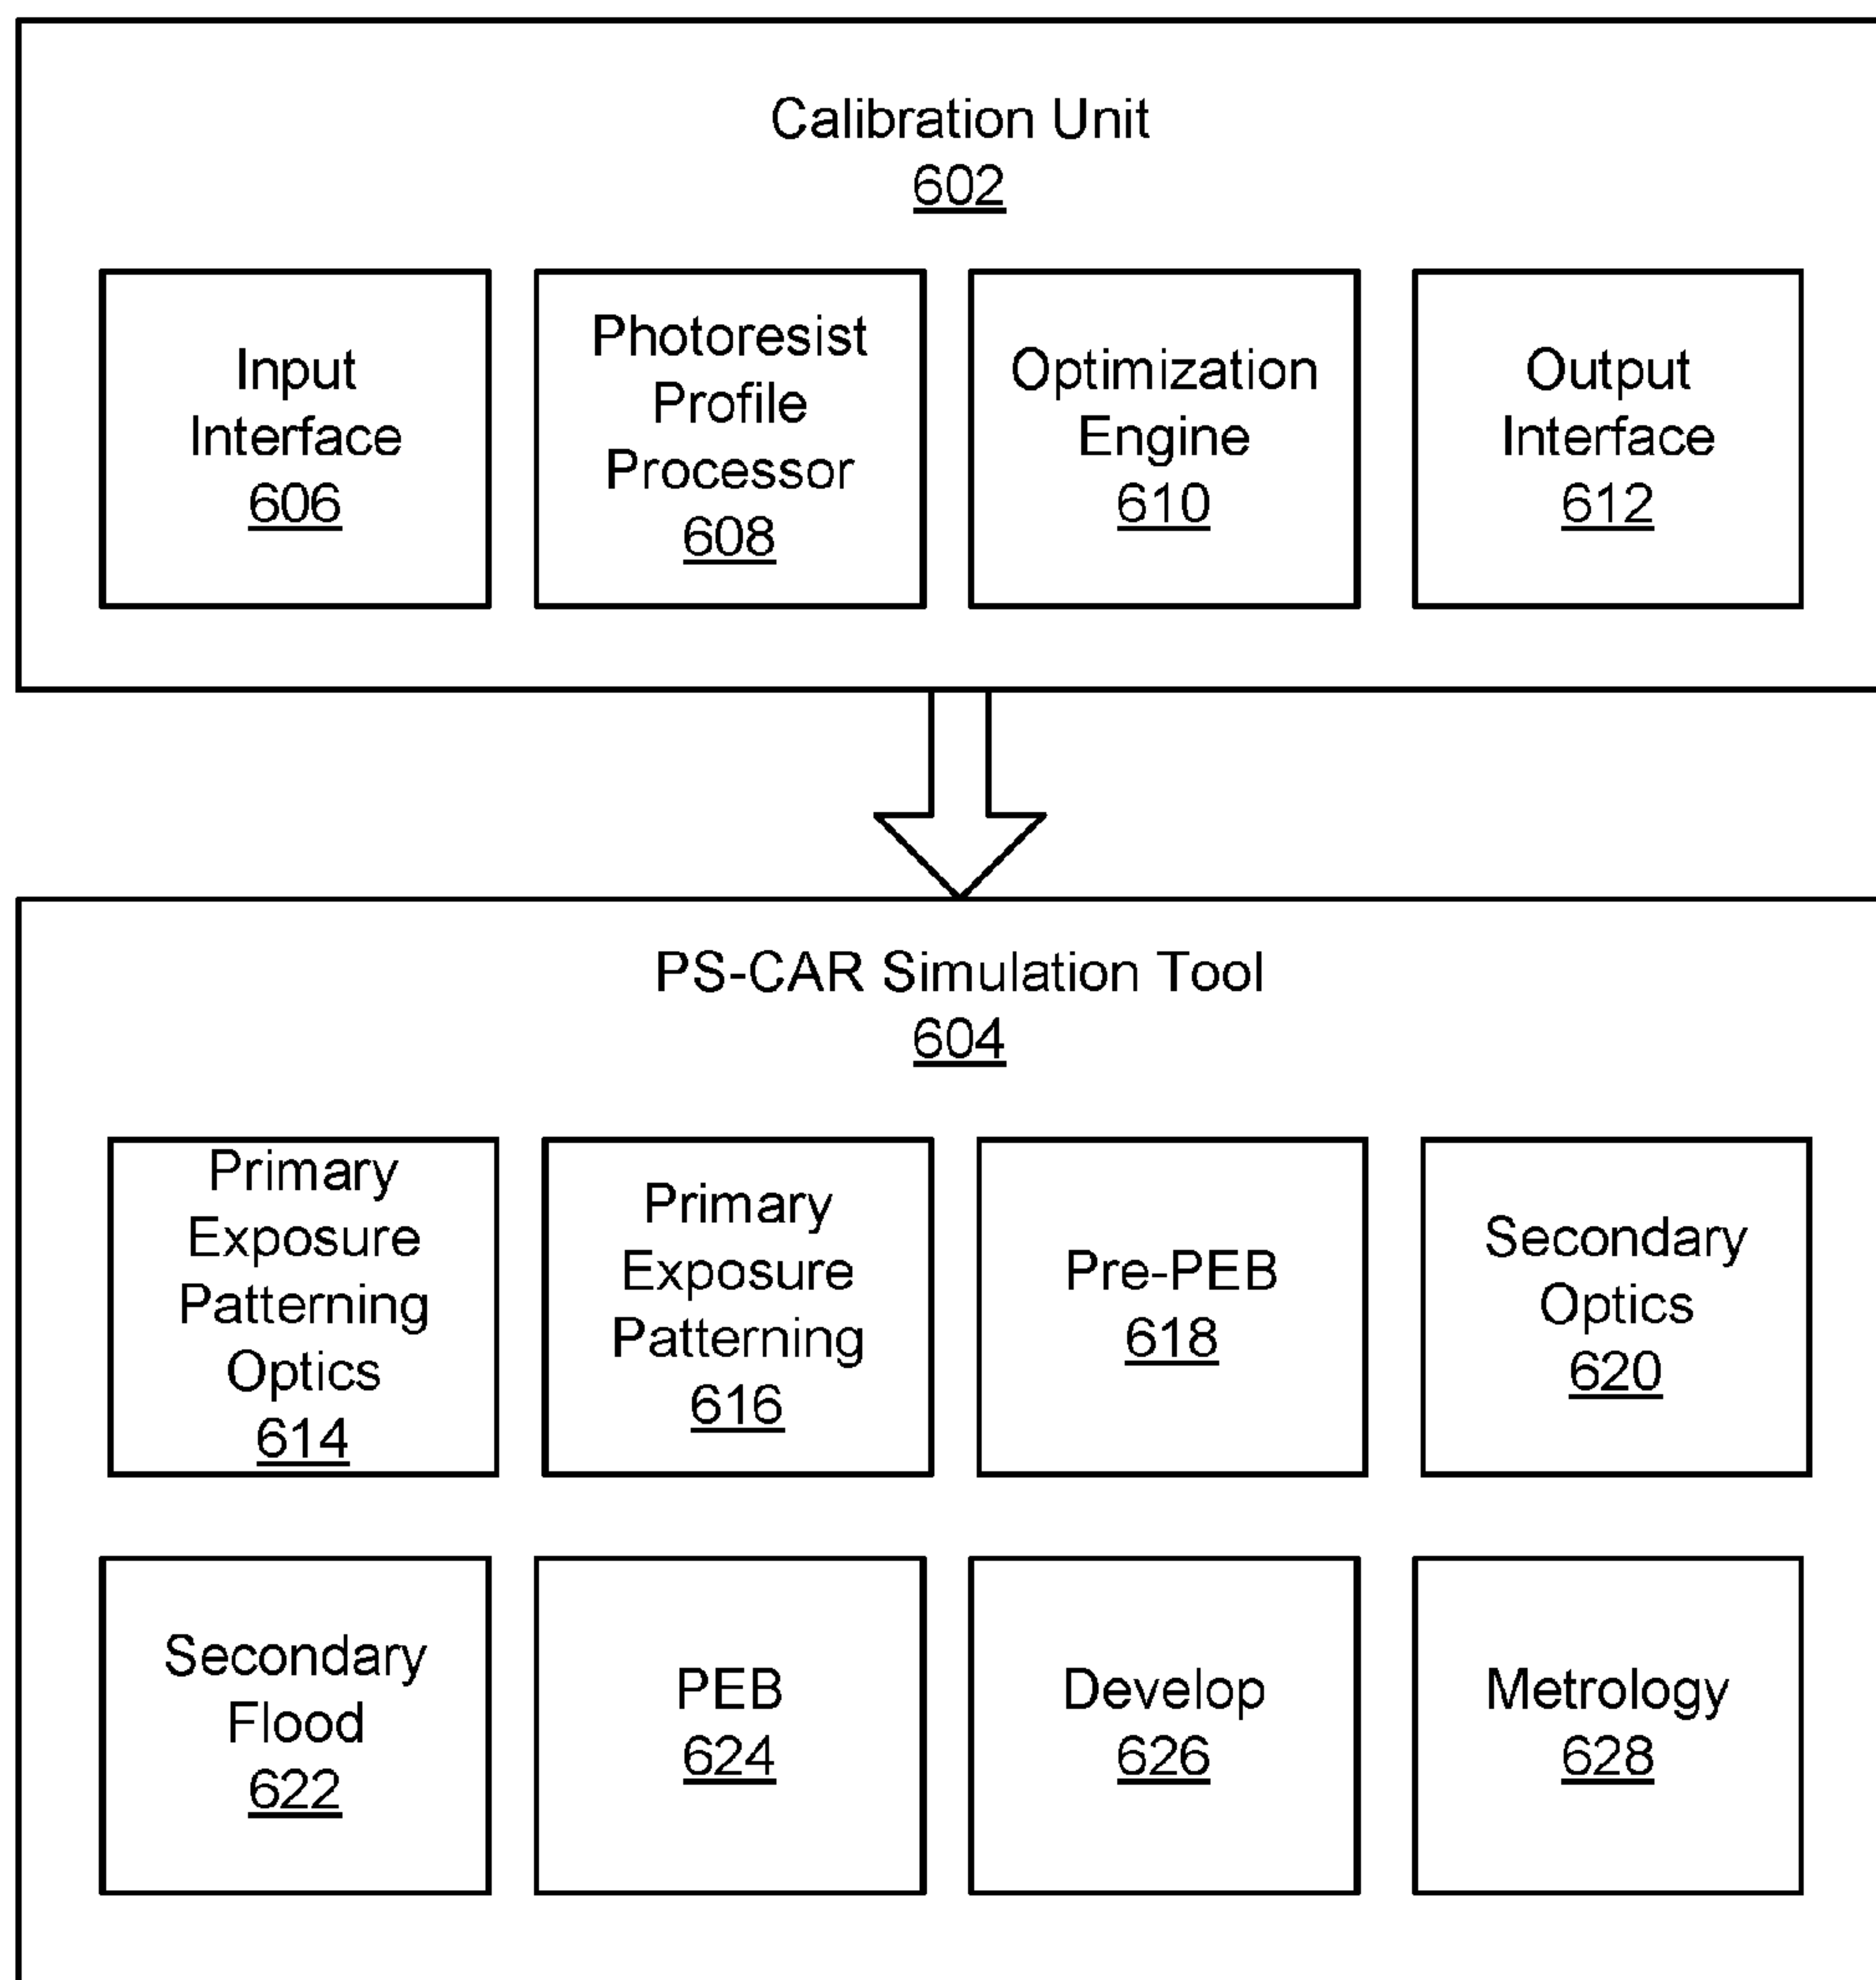 Calibration Unit
602
Input
Interface
606
Photoresist
Profile
Processor
608
Optimization
Engine
610
Output
Interface
612
PS-CAR Simulation Tool
604
Primary
Exposure
Patterning
Optics
614
Primary
Exposure
Patterning
616
Pre-PEB
618
Secondary
Optics
620
Secondary
Flood
622
PEB
624
Develop
626
Metrology
628